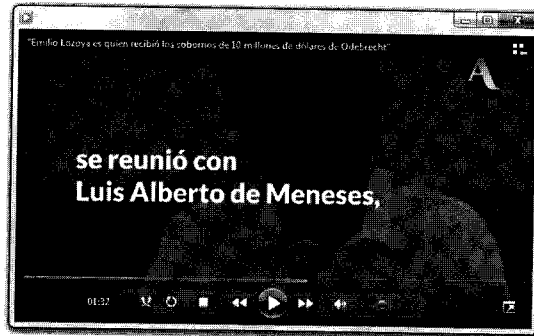 "Emilio Lozoya es quien recibió los sobornos de 10 millones de dólares de Odebrecht"
A
se reunió con
Luis Alberto de Meneses,
01:32